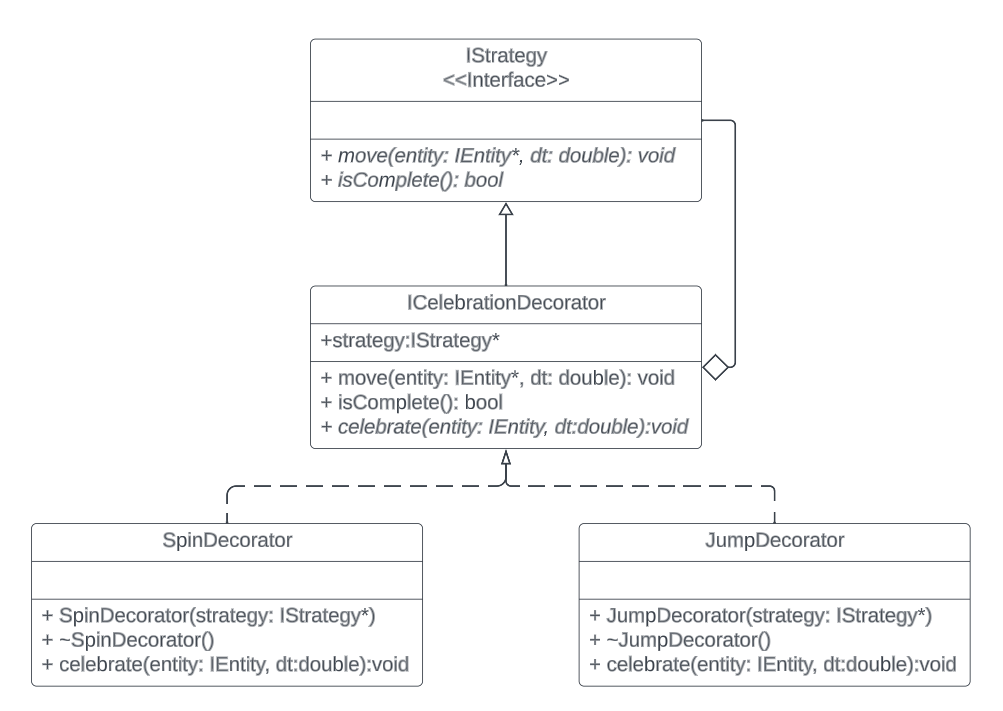 IStrategy
<<Interface>>
+ move(entity: IEntity*, dt: double): void
+ isComplete(): bool
ICelebrationDecorator
+strategy:IStrategy*
+ move(entity: IEntity*, dt: double): void
+ isComplete(): bool
+ celebrate(entity: IEntity, dt:double):void
SpinDecorator
+ SpinDecorator(strategy: IStrategy*)
+ ~SpinDecorator()
+ celebrate(entity: IEntity, dt:double):void
JumpDecorator
+ JumpDecorator(strategy: IStrategy*)
+ ~JumpDecorator()
+ celebrate(entity: IEntity, dt:double):void